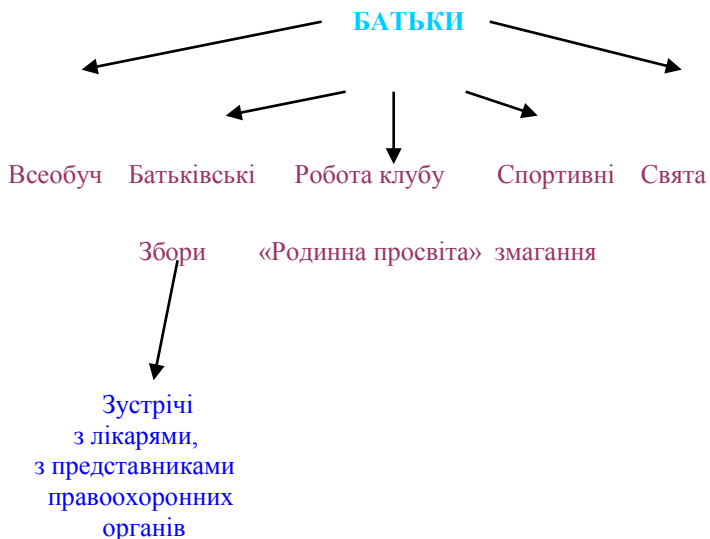 БАТЬКИ
Всеобуч Батьківські Робота клубу Спортивні Свята
Збори «Родинна просвіта» змагання
Зустрічі
з лікарями,
з представниками
правоохоронних
органів